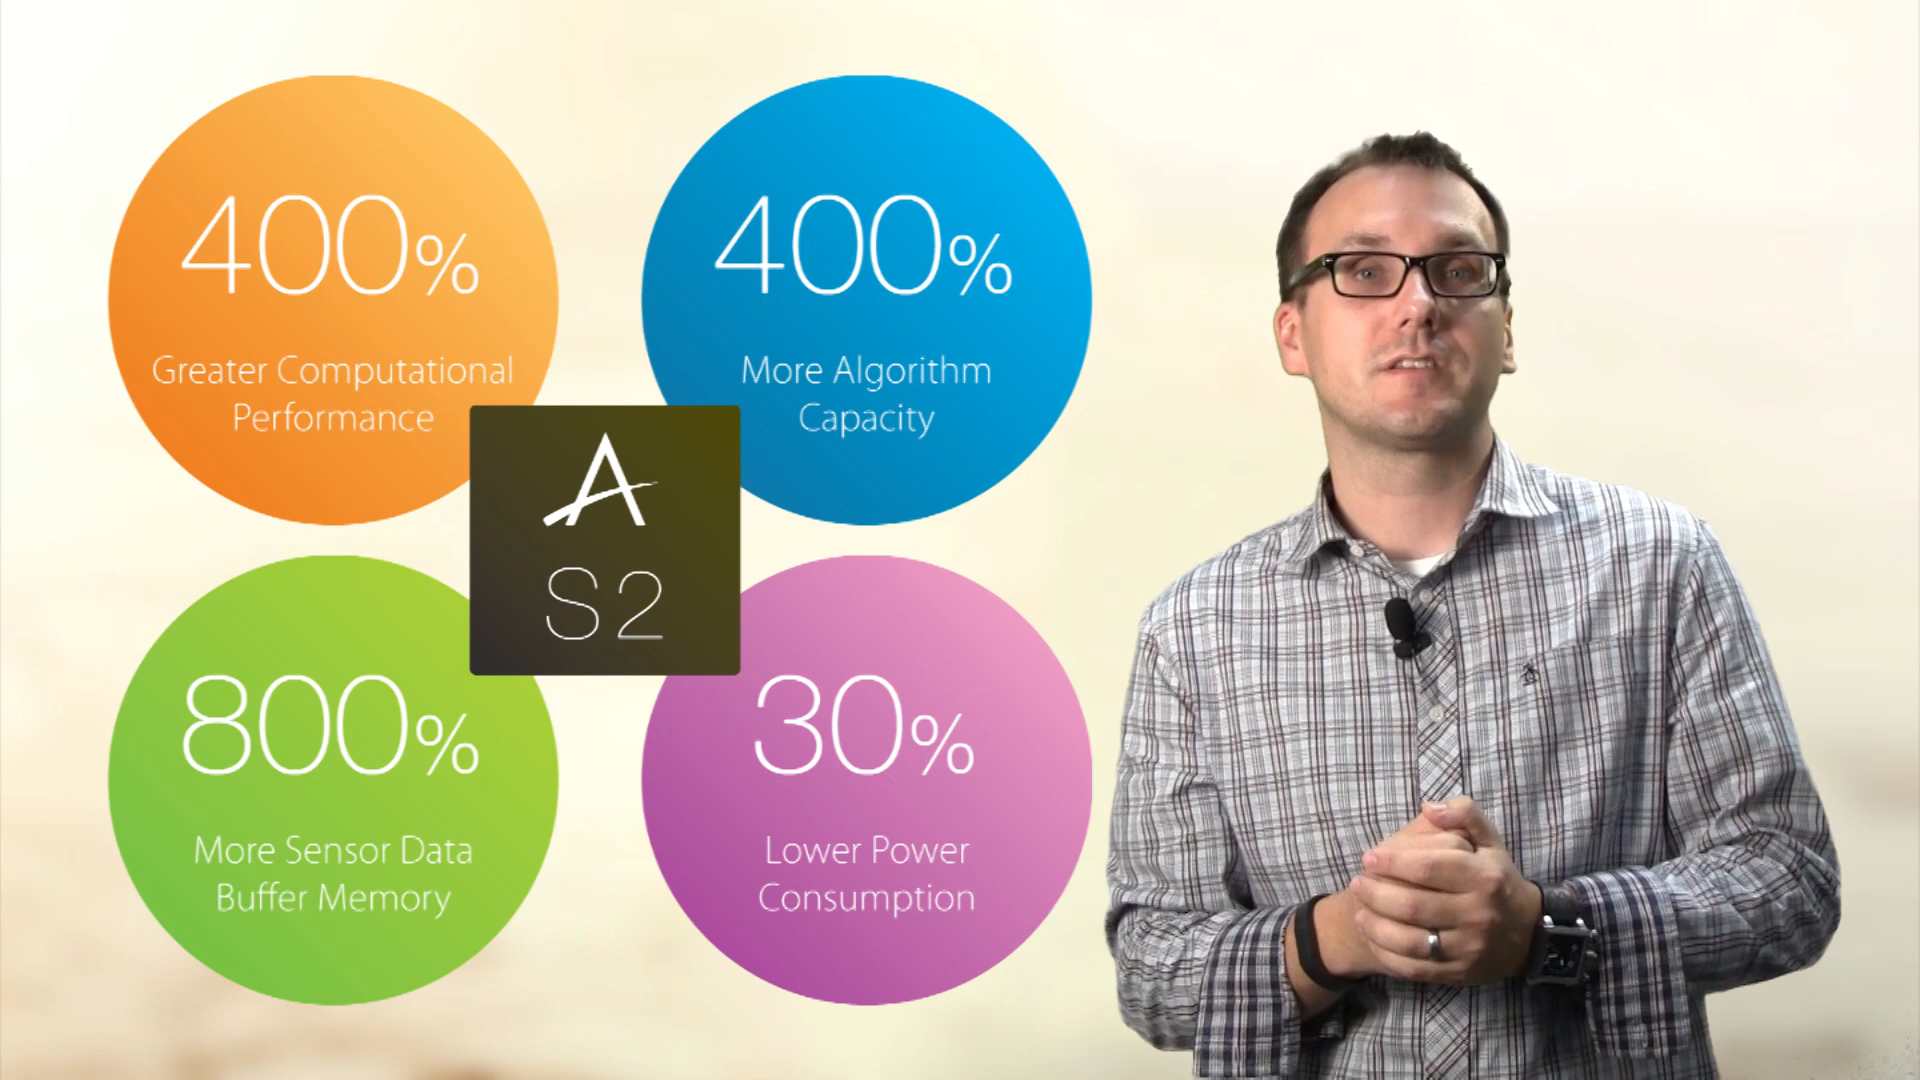 400%
Greater Computational
Performance
400%
More Algorithm
Capacity
A
S2
800%
More Sensor Data
Buffer Memory
30%
Lower Power
Consumption